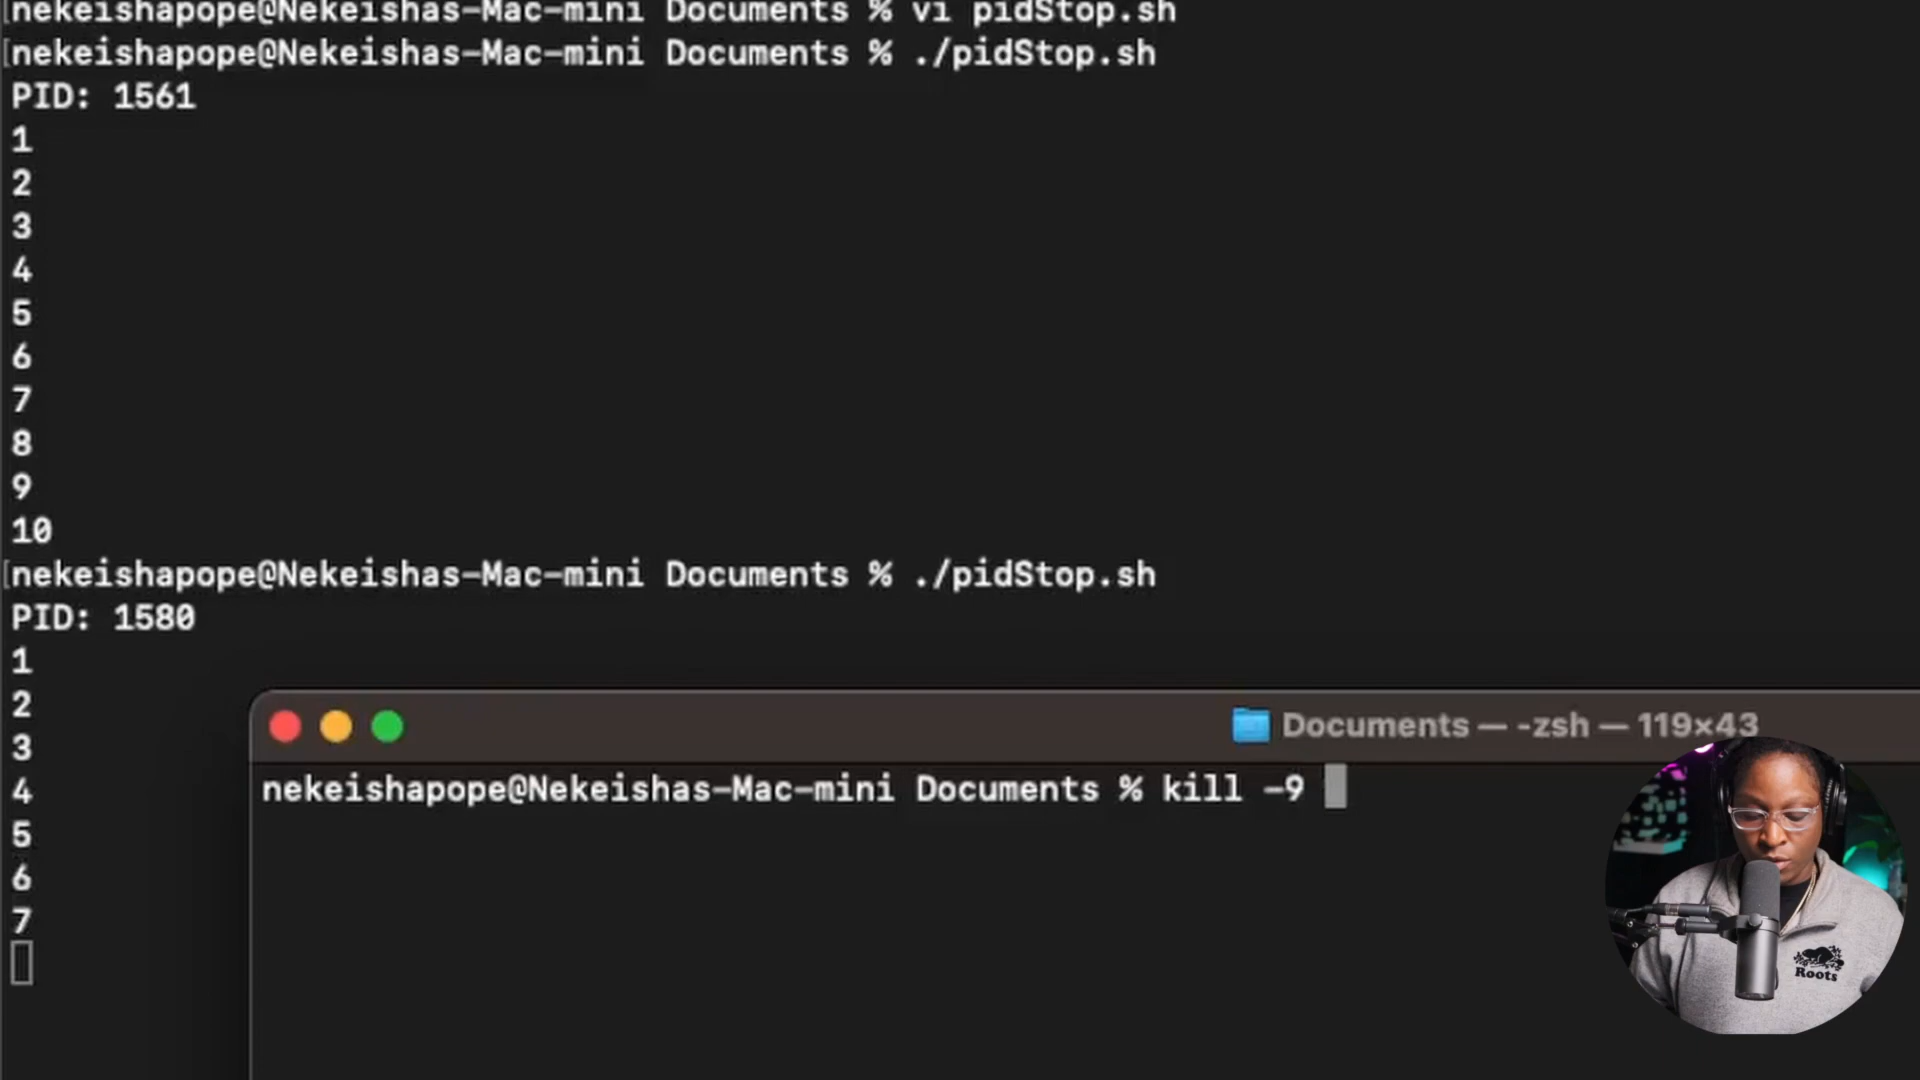 nekeishapope@Nekeishas-Mac-mini Documents % vi pidStop.sh
[nekeishapope@Nekeishas-Mac-mini Documents % ./pidStop.sh
PID: 1561
1
2
3
4
5
6
7
8
9
10
[nekeishapope@Nekeishas-Mac-mini Documents % ./pidStop.sh
PID: 1580
1
2
3
4
5
6
7
Documents — -zsh — 119×43
nekeishapope@Nekeishas-Mac-mini Documents % kill -9
Roots